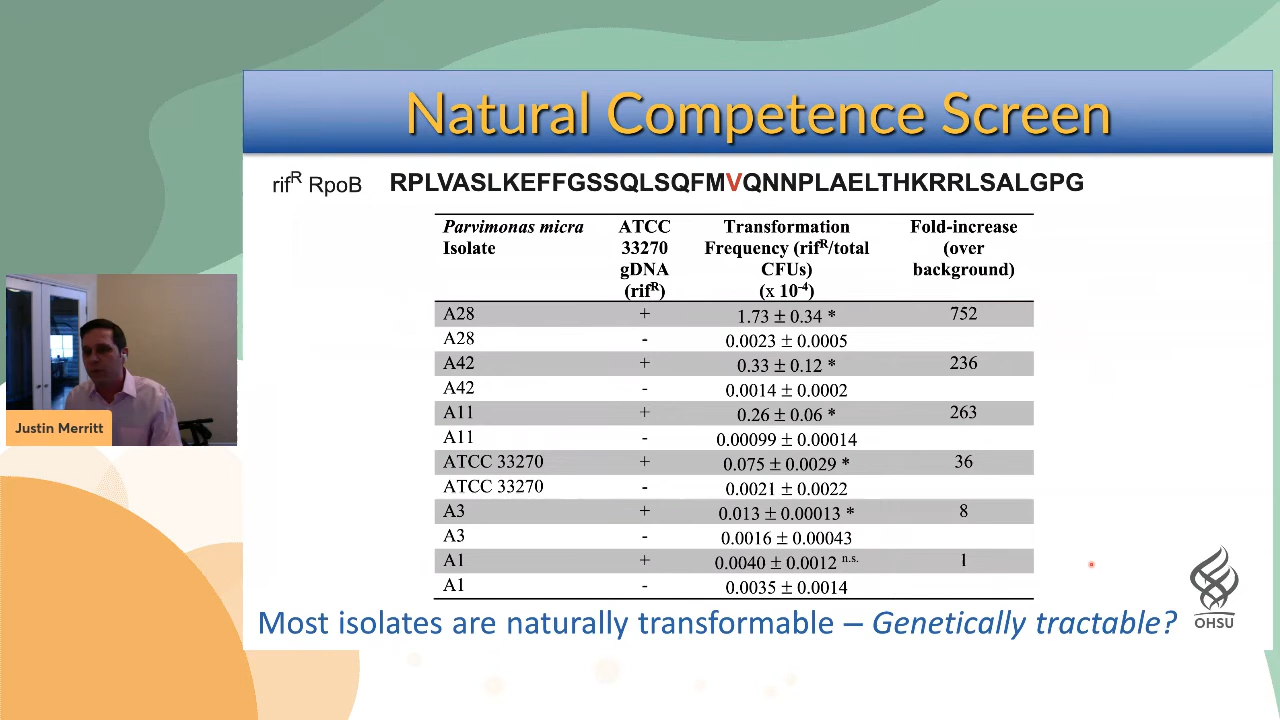 Natural Competence Screen
rifR RpoB RPLVASLKEFFGSSQLSQFMVQNNPLAELTHKRRLSALGPG
Parvimonas micra Isolate | ATCC 33270 gDNA (rifR) | Transformation Frequency (rifR/total CFUs) (x 10-4) | Fold-increase (over background)
A28 + 1.73 ± 0.34 * 752
A28 - 0.0023 ± 0.0005
A42 + 0.33 ± 0.12 * 236
A42 - 0.0014 ± 0.0002
A11 + 0.26 ± 0.06 * 263
A11 - 0.00099 ± 0.00014
ATCC 33270 + 0.075 ± 0.0029 * 36
ATCC 33270 - 0.0021 ± 0.0022
A3 + 0.013 ± 0.00013 * 8
A3 - 0.0016 ± 0.00043
A1 + 0.0040 ± 0.0012 n.s. 1
A1 - 0.0035 ± 0.0014
Most isolates are naturally transformable – Genetically tractable?
OHSU
Justin Merritt